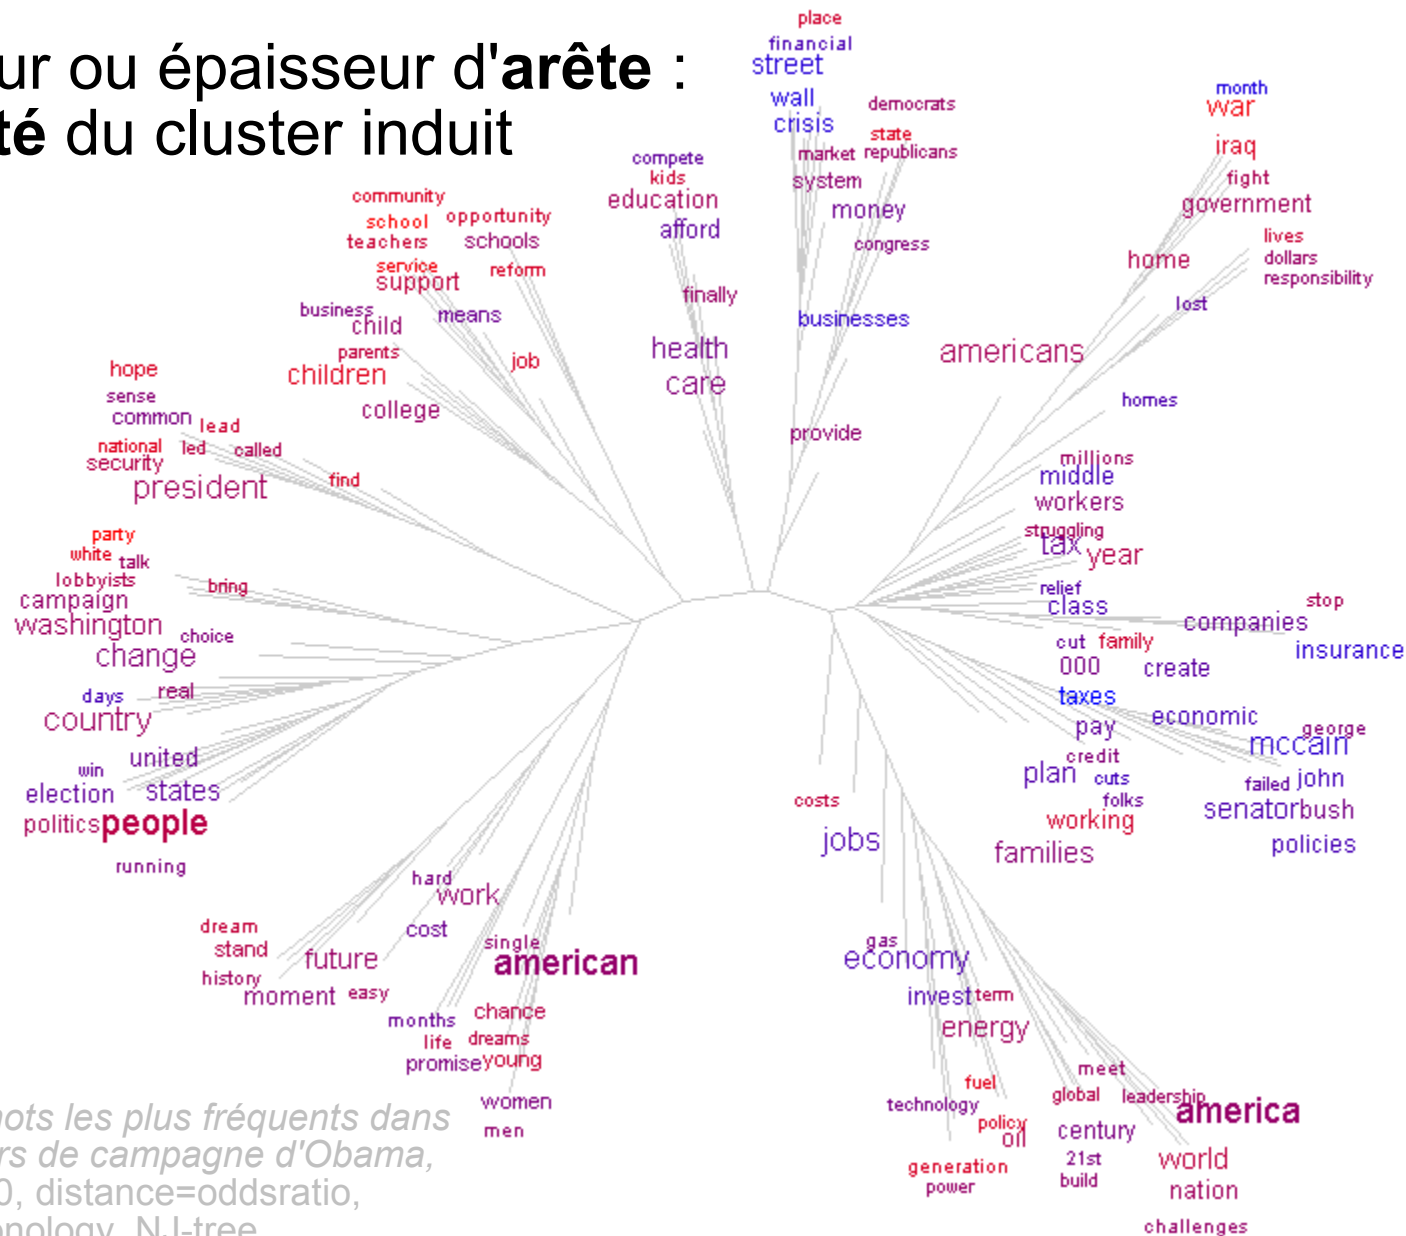 ur ou épaisseur d'arête :
té du cluster induit
place
financial
street
wall
crisis
democrats
state
market republicans
system
money
congress
businesses
provide
month
war
iraq
fight
government
lives
dollars
responsibility
home
lost
americans
homes
compete
kids
education
afford
finally
health
care
community
school opportunity
teachers schools
service reform
support
business means
child
parents job
children
college
hope
sense
common lead
national led called
security find
president
party
white talk
lobbyists bring
campaign
washington choice
change
days real
country
united
win
election states
politics people
running
millions
middle
workers
struggling
tax year
relief
class
companies stop
insurance
cut family
000 create
taxes
pay economic
credit george
mccain
plan cuts failed john
folks senator bush
working policies
families
costs
jobs
hard
work
cost
dream
stand future
single
american
history
moment easy
months chance
life dreams
promise young
women
men
gas
economy
invest term
energy
meet
fuel global leadership
technology america
policy century
oil
generation 21st world
power build nation
challenges
nots les plus fréquents dans
rs de campagne d'Obama,
0, distance=oddsratio,
onology, NJ-tree